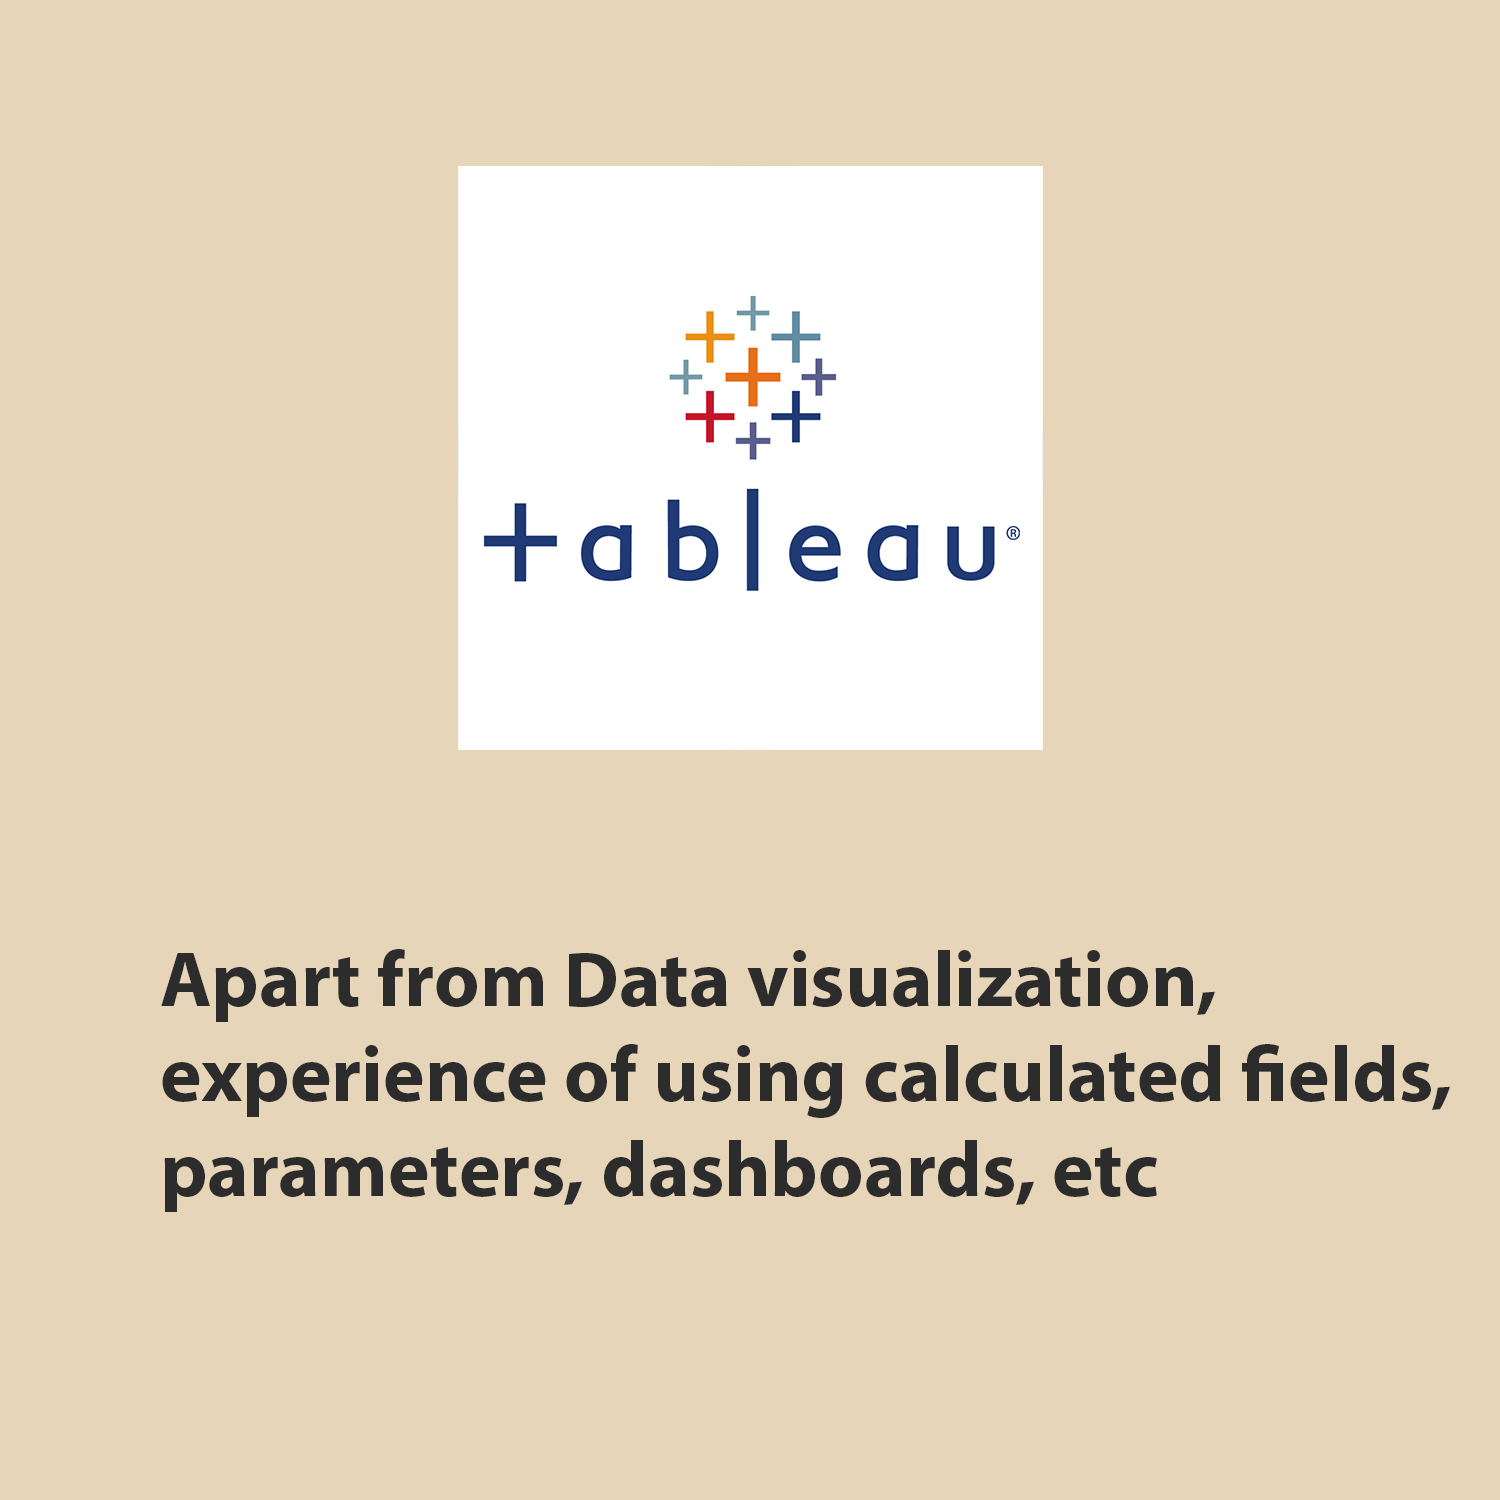 tableau®
Apart from Data visualization,
experience of using calculated fields,
parameters, dashboards, etc